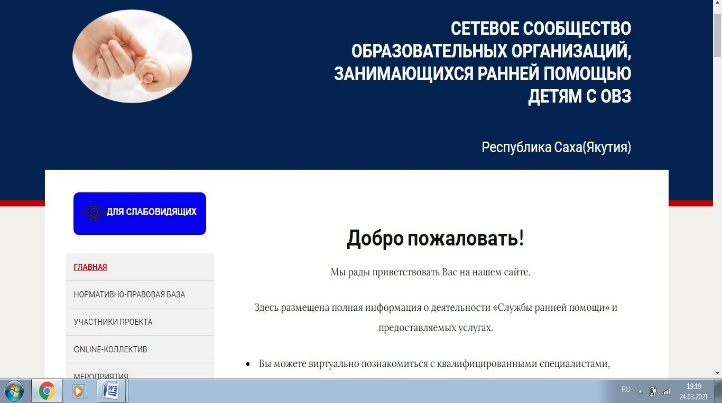 СЕТЕВОЕ СООБЩЕСТВО
ОБРАЗОВАТЕЛЬНЫХ ОРГАНИЗАЦИЙ,
ЗАНИМАЮЩИХСЯ РАННЕЙ ПОМОЩЬЮ
ДЕТЯМ С ОВЗ
Республика Саха(Якутия)
ДЛЯ СЛАБОВИДЯЩИХ
ГЛАВНАЯ
НОРМАТИВНО-ПРАВОВАЯ БАЗА
УЧАСТНИКИ ПРОЕКТА
ONLINE-КОЛЛЕКТИВ
МЕРОПРИЯТИЯ
Добро пожаловать!
Мы рады приветствовать Вас на нашем сайте.
Здесь размещена полная информация о деятельности «Службы ранней помощи» и
предоставляемых услугах.
• Вы можете виртуально познакомиться с квалифицированными специалистами,
RU
19:19
24.03.2021